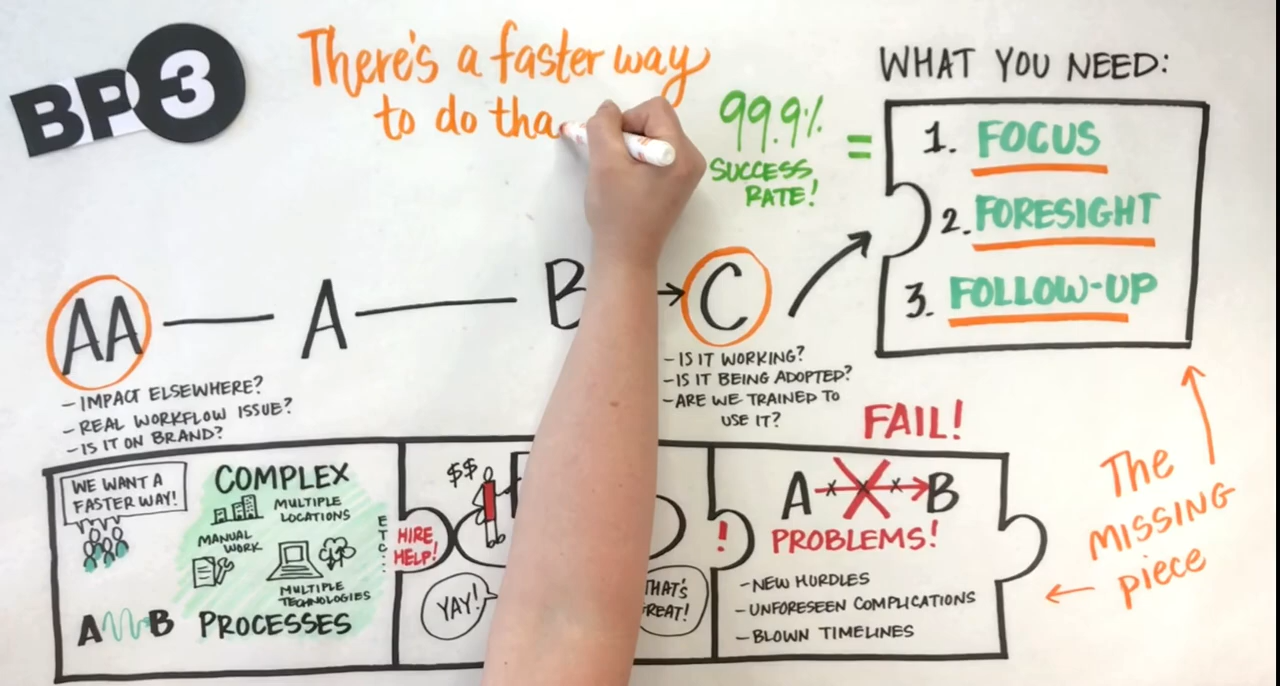 BP3
There's a faster way
to do tha
99.9%
SUCCESS
RATE!
=
WHAT YOU NEED:
1. FOCUS
2. FORESIGHT
3. FOLLOW-UP
AA — A — B → C
- IMPACT ELSEWHERE?
- REAL WORKFLOW ISSUE?
- IS IT ON BRAND?
- IS IT WORKING?
- IS IT BEING ADOPTED?
- ARE WE TRAINED TO
USE IT?
The
MISSING
piece
WE WANT A
FASTER WAY!
COMPLEX
MULTIPLE
LOCATIONS
MANUAL
WORK
MULTIPLE
TECHNOLOGIES
ETC...
A B PROCESSES
HIRE
HELP!
$$
YAY!
THAT'S
REAT!
!
FAIL!
A B
PROBLEMS!
- NEW HURDLES
- UNFORESEEN COMPLICATIONS
- BLOWN TIMELINES